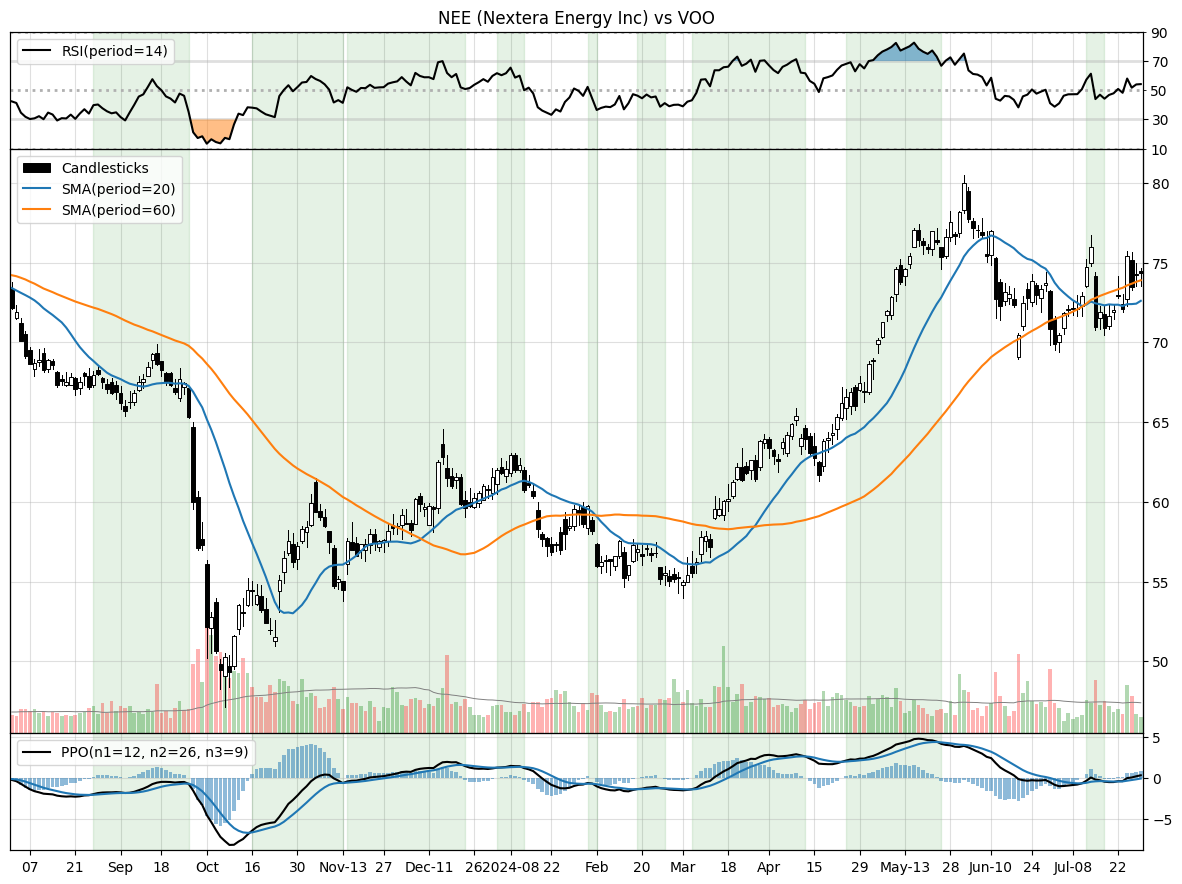 NEE (Nextera Energy Inc) vs VOO
RSI(period=14)
90
70
50
30
10
Candlesticks
SMA(period=20)
SMA(period=60)
80
75
70
65
60
55
50
PPO(n1=12, n2=26, n3=9)
5
0
−5
07 21 Sep 18 Oct 16 30 Nov-13 27 Dec-11 26 2024-08 22 Feb 20 Mar 18 Apr 15 29 May-13 28 Jun-10 24 Jul-08 22